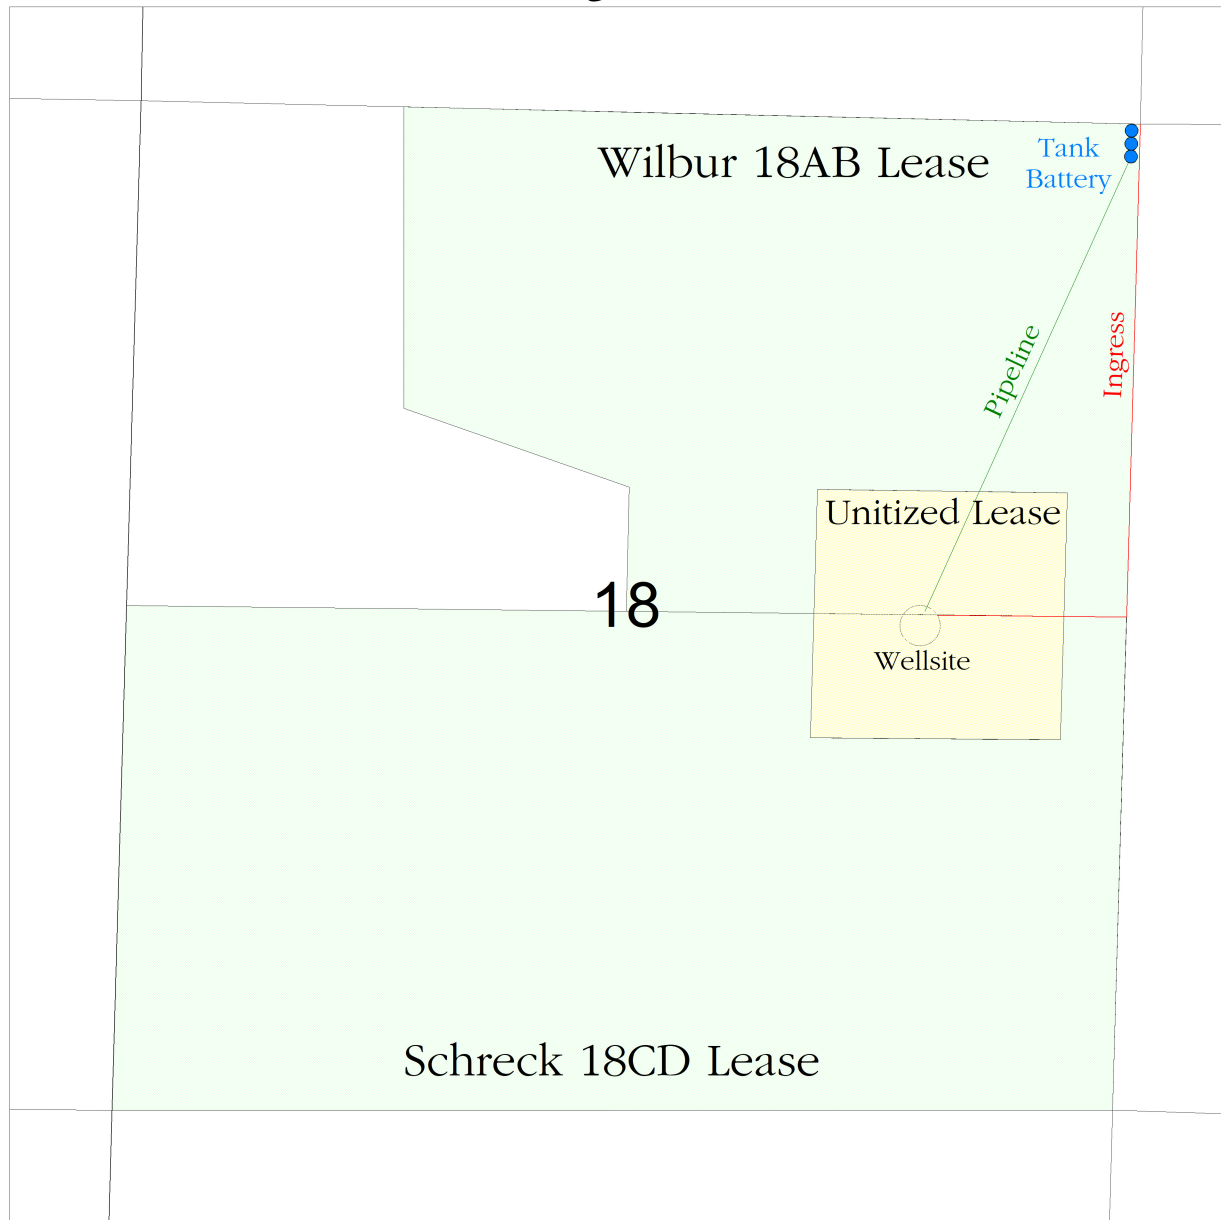 Wilbur 18AB Lease
Tank
Battery
Ingress
Pipeline
Unitized Lease
18
Wellsite
Schreck 18CD Lease